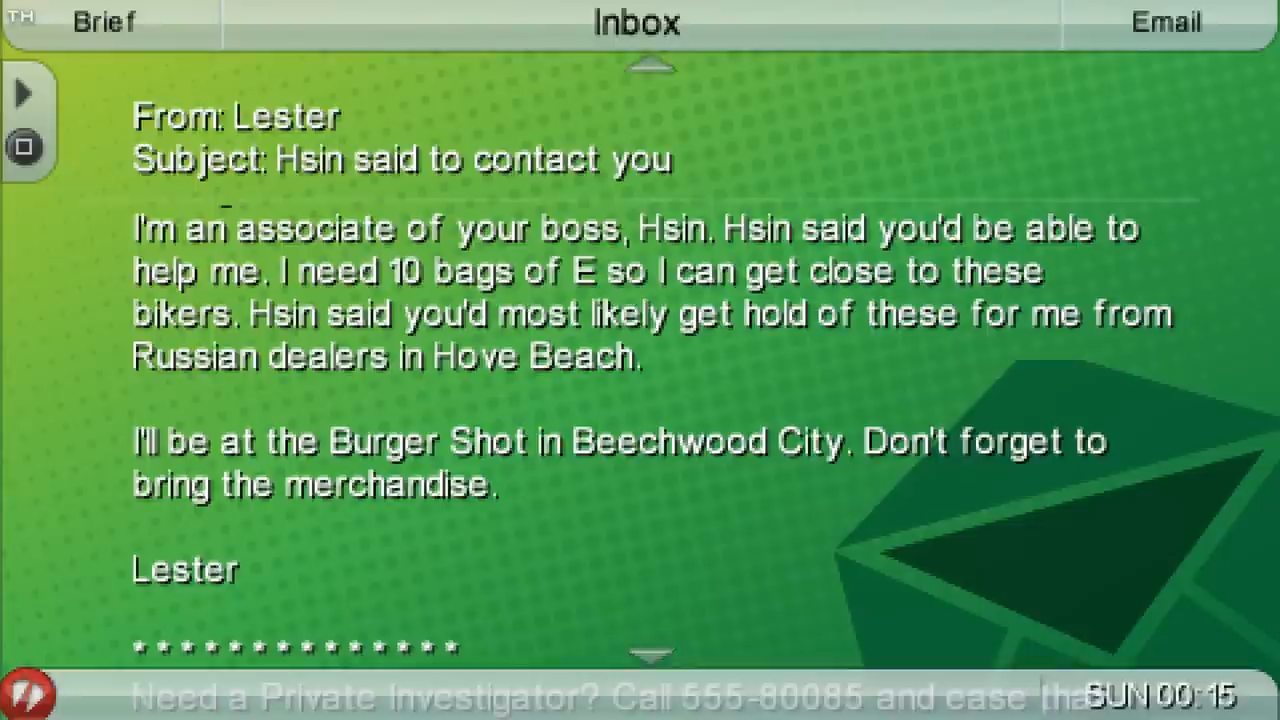 TH
Brief
Inbox
Email
From: Lester
Subject: Hsin said to contact you
I'm an associate of your boss, Hsin. Hsin said you'd be able to
help me. I need 10 bags of E so I can get close to these
bikers. Hsin said you'd most likely get hold of these for me from
Russian dealers in Hove Beach.
I'll be at the Burger Shot in Beechwood City. Don't forget to
bring the merchandise.
Lester
* * * * * * * * * * * * * *
Need a Private Investigator? Call 555-80085 and ease
SUN 00:15